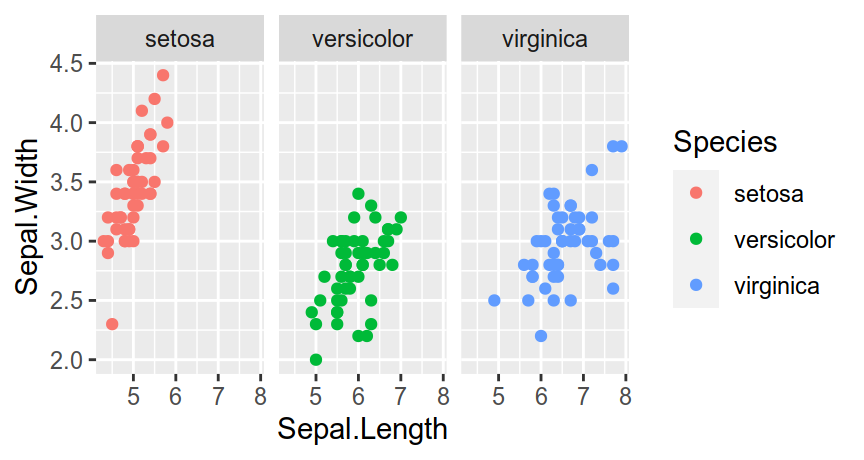 setosa versicolor virginica
4.5
4.0
3.5
3.0
2.5
2.0
Sepal.Width
5 6 7 8 5 6 7 8 5 6 7 8
Sepal.Length
Species
setosa
versicolor
virginica